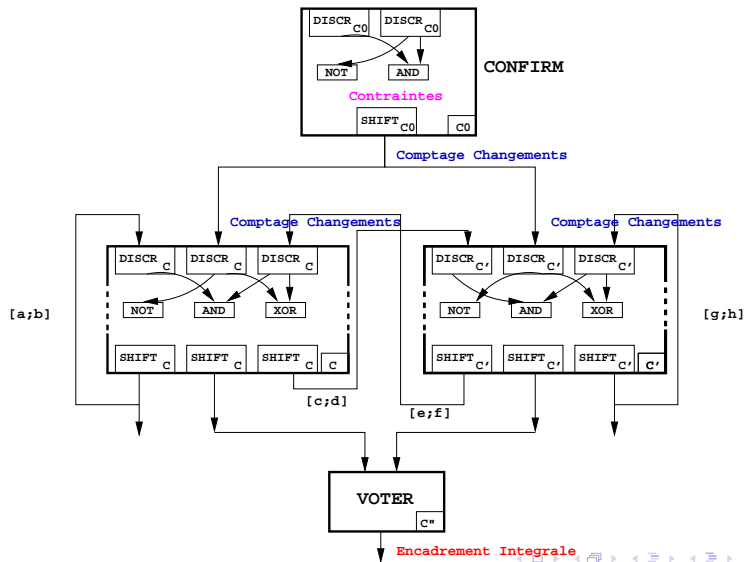 DISCR C0 DISCR C0
NOT AND
CONFIRM
Contraintes
SHIFT C0 C0
Comptage Changements
Comptage Changements Comptage Changements
DISCR C DISCR C DISCR C DISCR C' DISCR C' DISCR C'
[a;b] NOT AND XOR NOT AND XOR [g;h]
SHIFT C SHIFT C SHIFT C C SHIFT C' SHIFT C' SHIFT C' C'
[c;d] [e;f]
VOTER
C"
Encadrement Integrale